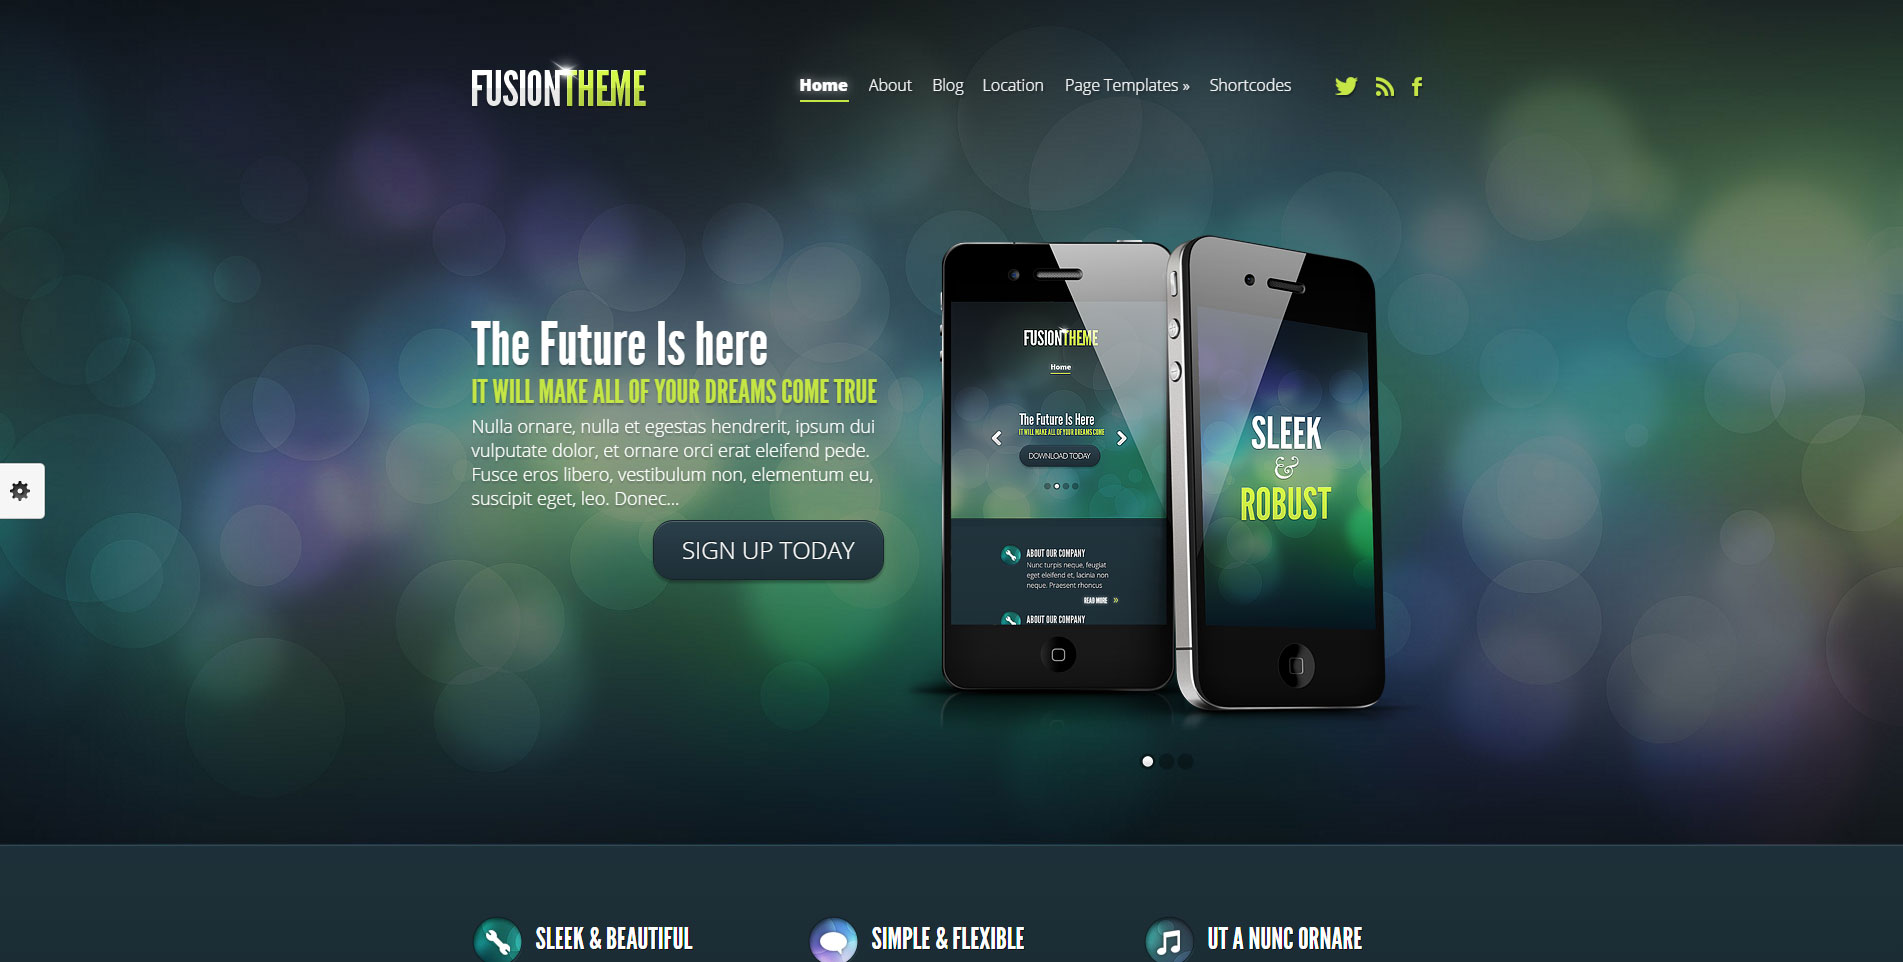 FUSIONTHEME
Home About Blog Location Page Templates » Shortcodes
The Future Is here
IT WILL MAKE ALL OF YOUR DREAMS COME TRUE
Nulla ornare, nulla et egestas hendrerit, ipsum dui
vulputate dolor, et ornare orci erat eleifend pede.
Fusce eros libero, vestibulum non, elementum eu,
suscipit eget, leo. Donec...
SIGN UP TODAY
FUSIONTHEME
Home
The Future Is Here
IT WILL MAKE ALL OF YOUR DREAMS COME
DOWNLOAD TODAY
ABOUT OUR COMPANY
Nunc turpis neque, feugiat
eget eleifend et, lacinia non
neque. Praesent rhoncus
READ MORE »
ABOUT OUR COMPANY
SLEEK
&
ROBUST
SLEEK & BEAUTIFUL
SIMPLE & FLEXIBLE
UT A NUNC ORNARE